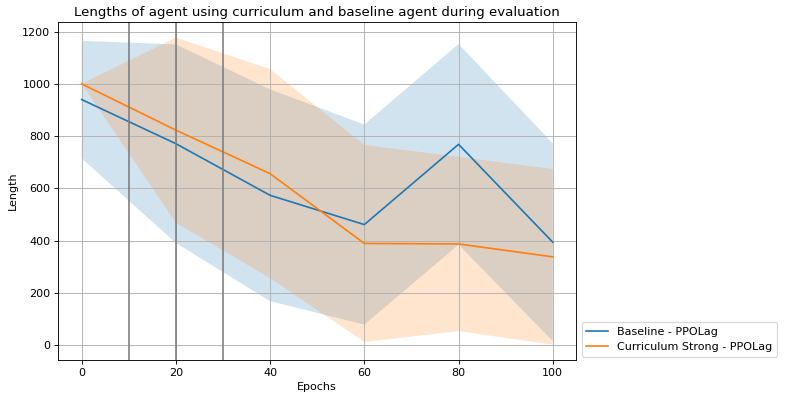 Lengths of agent using curriculum and baseline agent during evaluation
1200
1000
800
600
400
200
0
Length
0 20 40 60 80 100
Epochs
Baseline - PPOLag
Curriculum Strong - PPOLag